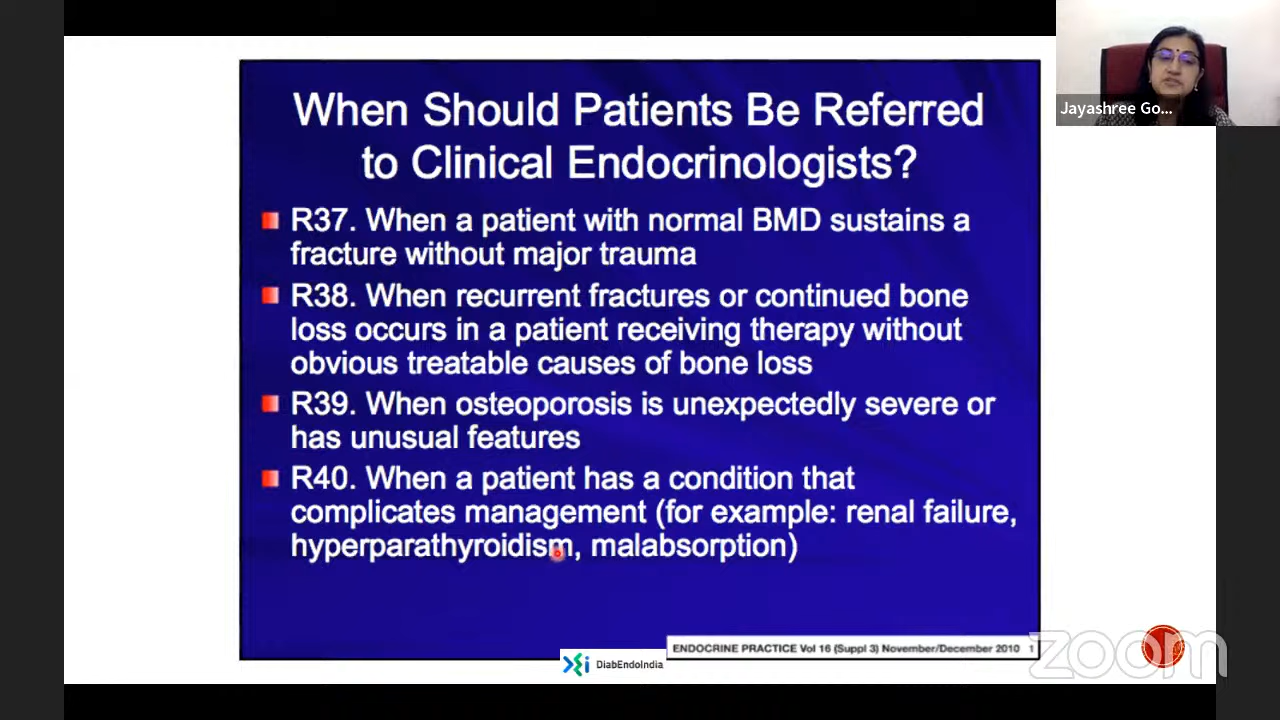 When Should Patients Be Referred
to Clinical Endocrinologists?
R37. When a patient with normal BMD sustains a
fracture without major trauma
R38. When recurrent fractures or continued bone
loss occurs in a patient receiving therapy without
obvious treatable causes of bone loss
R39. When osteoporosis is unexpectedly severe or
has unusual features
R40. When a patient has a condition that
complicates management (for example: renal failure,
hyperparathyroidism, malabsorption)
ENDOCRINE PRACTICE Vol 16 (Suppl 3) November/December 2010 1
DiabEndoIndia
Jayashree Go...
zoom